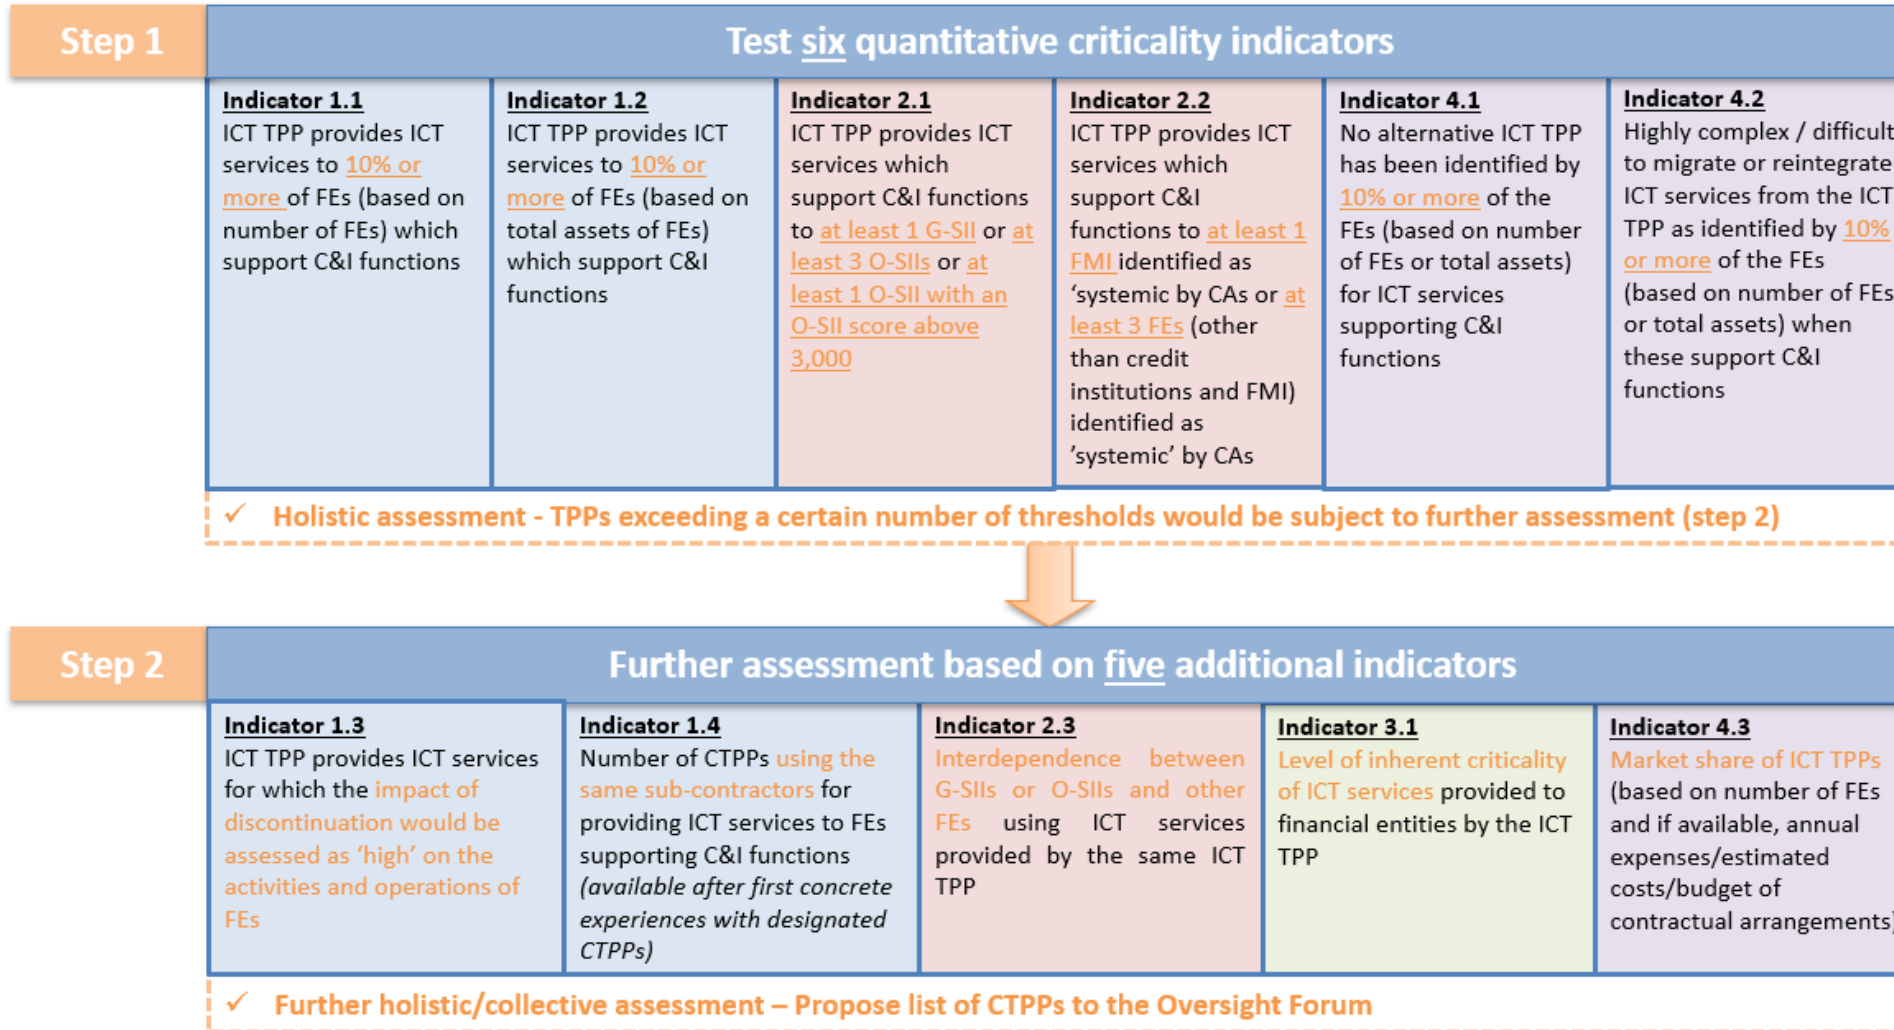 Step 1
Test six quantitative criticality indicators
Indicator 1.1
ICT TPP provides ICT
services to 10% or
more of FEs (based on
number of FEs) which
support C&I functions
Indicator 1.2
ICT TPP provides ICT
services to 10% or
more of FEs (based on
total assets of FEs)
which support C&I
functions
Indicator 2.1
ICT TPP provides ICT
services which
support C&I functions
to at least 1 G-SII or at
least 3 O-SIIs or at
least 1 O-SII with an
O-SII score above
3,000
Indicator 2.2
ICT TPP provides ICT
services which
support C&I
functions to at least 1
FMI identified as
‘systemic by CAs or at
least 3 FEs (other
than credit
institutions and FMI)
identified as
’systemic’ by CAs
Indicator 4.1
No alternative ICT TPP
has been identified by
10% or more of the
FEs (based on number
of FEs or total assets)
for ICT services
supporting C&I
functions
Indicator 4.2
Highly complex / difficult
to migrate or reintegrate
ICT services from the ICT
TPP as identified by 10%
or more of the FEs
(based on number of FEs
or total assets) when
these support C&I
functions
✓ Holistic assessment - TPPs exceeding a certain number of thresholds would be subject to further assessment (step 2)
Step 2
Further assessment based on five additional indicators
Indicator 1.3
ICT TPP provides ICT services
for which the impact of
discontinuation would be
assessed as ‘high’ on the
activities and operations of
FEs
Indicator 1.4
Number of CTPPs using the
same sub-contractors for
providing ICT services to FEs
supporting C&I functions
(available after first concrete
experiences with designated
CTPPs)
Indicator 2.3
Interdependence between
G-SIIs or O-SIIs and other
FEs using ICT services
provided by the same ICT
TPP
Indicator 3.1
Level of inherent criticality
of ICT services provided to
financial entities by the ICT
TPP
Indicator 4.3
Market share of ICT TPPs
(based on number of FEs
and if available, annual
expenses/estimated
costs/budget of
contractual arrangements)
✓ Further holistic/collective assessment – Propose list of CTPPs to the Oversight Forum